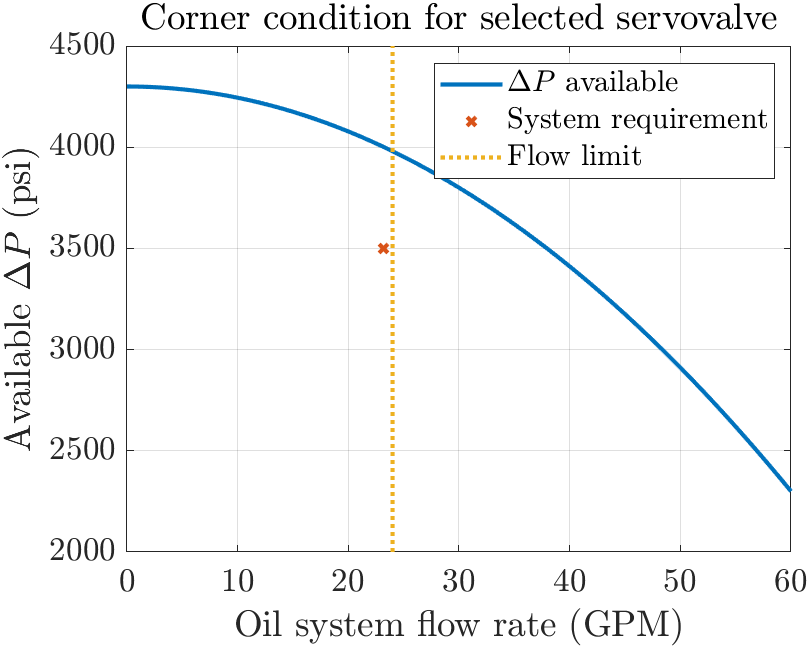 Corner condition for selected servovalve
4500
4000
3500
3000
2500
2000
Available ΔP (psi)
ΔP available
System requirement
Flow limit
0 10 20 30 40 50 60
Oil system flow rate (GPM)